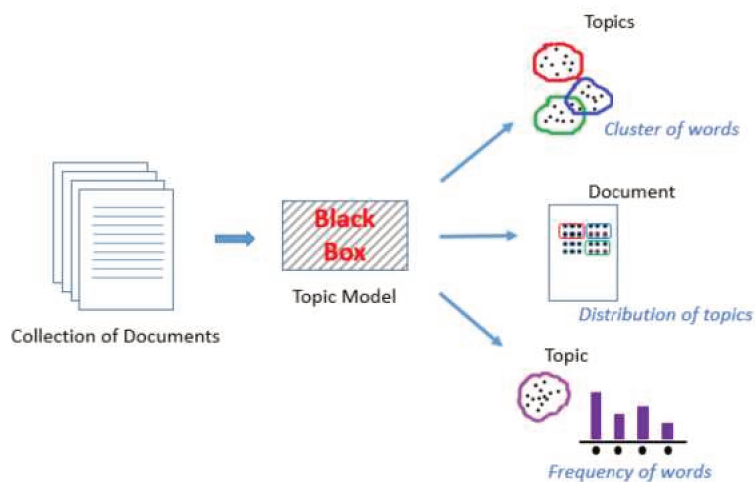 Topics
Cluster of words
Black
Box
Topic Model
Collection of Documents
Document
Distribution of topics
Topic
Frequency of words